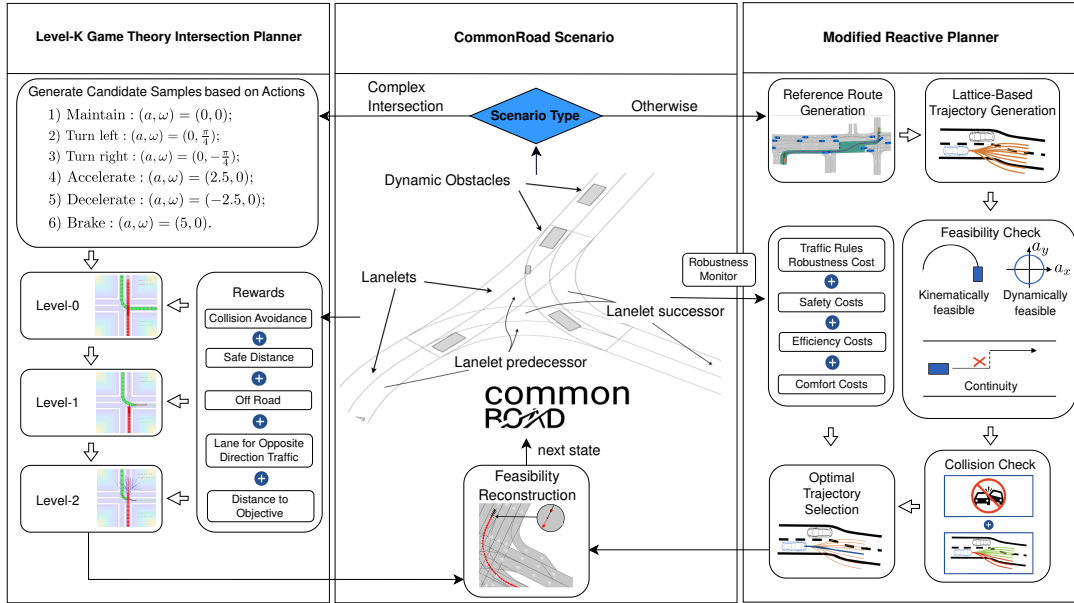 Level-K Game Theory Intersection Planner
Generate Candidate Samples based on Actions
1) Maintain : (a, ω) = (0, 0);
2) Turn left : (a, ω) = (0, π/4);
3) Turn right : (a, ω) = (0, −π/4);
4) Accelerate : (a, ω) = (2.5, 0);
5) Decelerate : (a, ω) = (−2.5, 0);
6) Brake : (a, ω) = (5, 0).
Level-0
Level-1
Level-2
Rewards
Collision Avoidance
+
Safe Distance
+
Off Road
+
Lane for Opposite
Direction Traffic
+
Distance to
Objective
CommonRoad Scenario
Complex
Intersection
Scenario Type
Otherwise
Dynamic Obstacles
Lanelets
Lanelet successor
Lanelet predecessor
common
ROAD
next state
Feasibility
Reconstruction
Robustness
Monitor
Modified Reactive Planner
Reference Route
Generation
Lattice-Based
Trajectory Generation
Traffic Rules
Robustness Cost
+
Safety Costs
+
Efficiency Costs
+
Comfort Costs
Feasibility Check
a_y
a_x
Kinematically
feasible
Dynamically
feasible
Continuity
Optimal
Trajectory
Selection
Collision Check
+